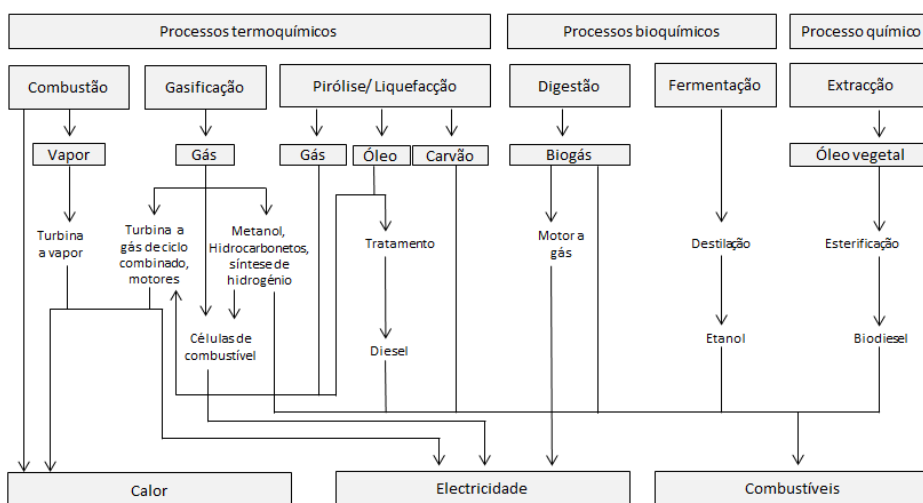 Processos termoquímicos
Processos bioquímicos
Processo químico
Combustão
Gasificação
Pirólise/ Liquefacção
Digestão
Fermentação
Extracção
Vapor
Gás
Gás
Óleo
Carvão
Biogás
Óleo vegetal
Turbina
a vapor
Turbina a
gás de ciclo
combinado,
motores
Metanol,
Hidrocarbonetos,
síntese de
hidrogénio
Tratamento
Motor a
gás
Destilação
Esterificação
Células de
combustível
Diesel
Etanol
Biodiesel
Calor
Electricidade
Combustíveis